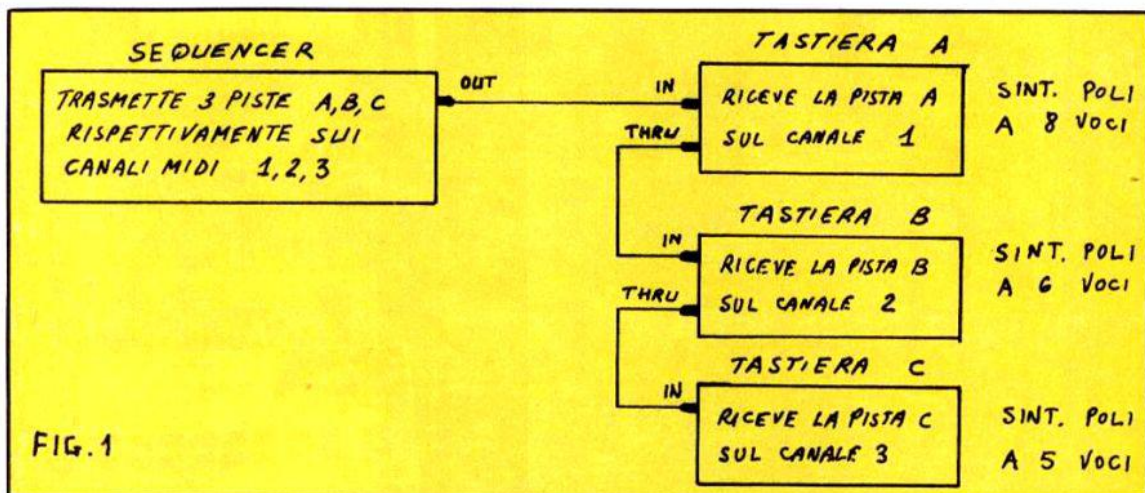 SEQUENCER
TRASMETTE 3 PISTE A,B,C
RISPETTIVAMENTE SUI
CANALI MIDI 1,2,3
OUT
TASTIERA A
IN
RICEVE LA PISTA A
THRU
SUL CANALE 1
SINT. POLI
A 8 VOCI
TASTIERA B
IN
RICEVE LA PISTA B
THRU
SUL CANALE 2
SINT. POLI
A 6 VOCI
TASTIERA C
IN
RICEVE LA PISTA C
SUL CANALE 3
SINT. POLI
A 5 VOCI
FIG.1